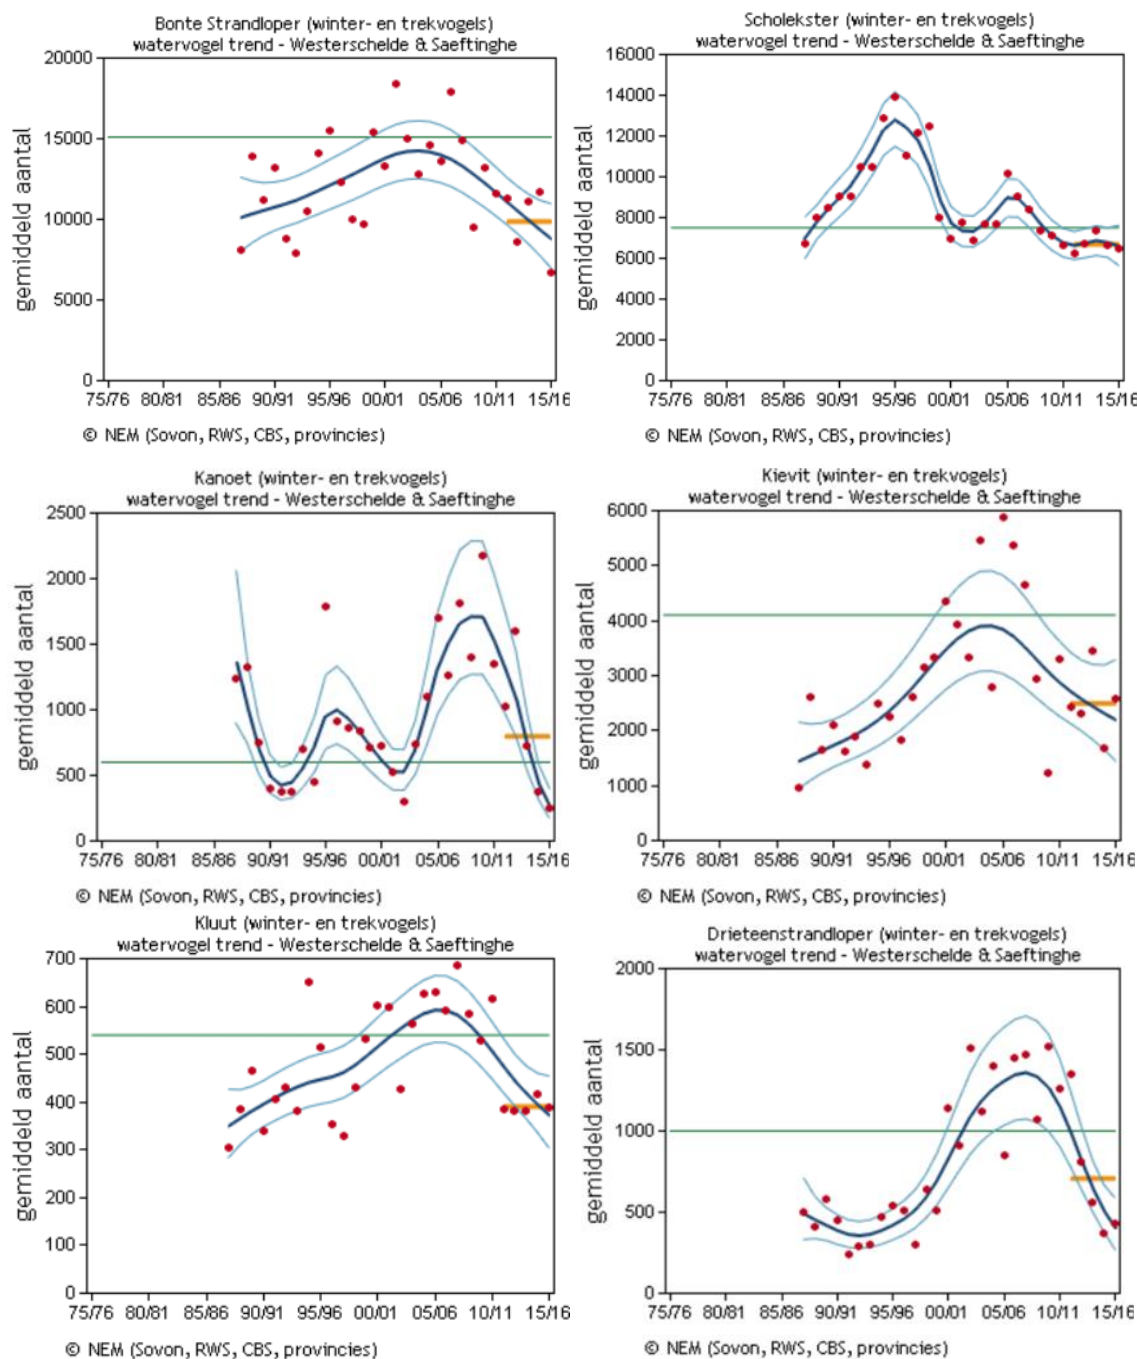 Bonte Strandloper (winter- en trekvogels)
watervogel trend - Westerschelde & Saeftinghe
gemiddeld aantal
20000
15000
10000
5000
0
75/76 80/81 85/86 90/91 95/96 00/01 05/06 10/11 15/16
© NEM (Sovon, RWS, CBS, provincies)
Scholekster (winter- en trekvogels)
watervogel trend - Westerschelde & Saeftinghe
gemiddeld aantal
16000
14000
12000
10000
8000
6000
4000
2000
0
75/76 80/81 85/86 90/91 95/96 00/01 05/06 10/11 15/16
© NEM (Sovon, RWS, CBS, provincies)
Kanoet (winter- en trekvogels)
watervogel trend - Westerschelde & Saeftinghe
gemiddeld aantal
2500
2000
1500
1000
500
0
75/76 80/81 85/86 90/91 95/96 00/01 05/06 10/11 15/16
© NEM (Sovon, RWS, CBS, provincies)
Kievit (winter- en trekvogels)
watervogel trend - Westerschelde & Saeftinghe
gemiddeld aantal
6000
5000
4000
3000
2000
1000
0
75/76 80/81 85/86 90/91 95/96 00/01 05/06 10/11 15/16
© NEM (Sovon, RWS, CBS, provincies)
Kluut (winter- en trekvogels)
watervogel trend - Westerschelde & Saeftinghe
gemiddeld aantal
700
600
500
400
300
200
100
0
75/76 80/81 85/86 90/91 95/96 00/01 05/06 10/11 15/16
© NEM (Sovon, RWS, CBS, provincies)
Drieteenstrandloper (winter- en trekvogels)
watervogel trend - Westerschelde & Saeftinghe
gemiddeld aantal
2000
1500
1000
500
0
75/76 80/81 85/86 90/91 95/96 00/01 05/06 10/11 15/16
© NEM (Sovon, RWS, CBS, provincies)